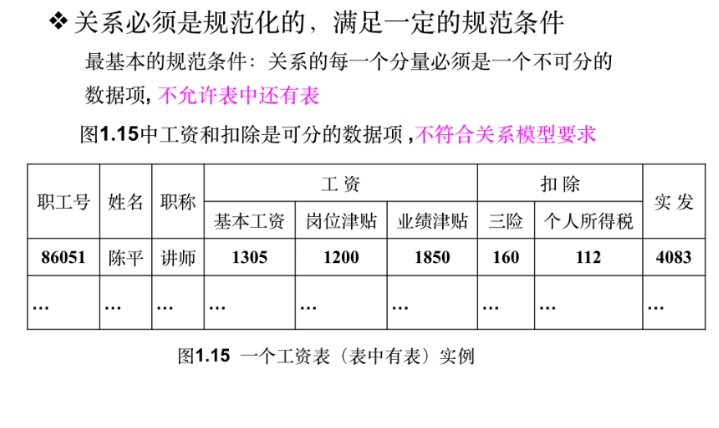 ❖ 关系必须是规范化的，满足一定的规范条件
最基本的规范条件：关系的每一个分量必须是一个不可分的
数据项, 不允许表中还有表
图1.15中工资和扣除是可分的数据项 ,不符合关系模型要求
职工号 姓名 职称 工 资 扣 除 实 发
基本工资 岗位津贴 业绩津贴 三险 个人所得税
86051 陈平 讲师 1305 1200 1850 160 112 4083
... ... ... ... ... ... ... ... ...
图1.15 一个工资表（表中有表）实例